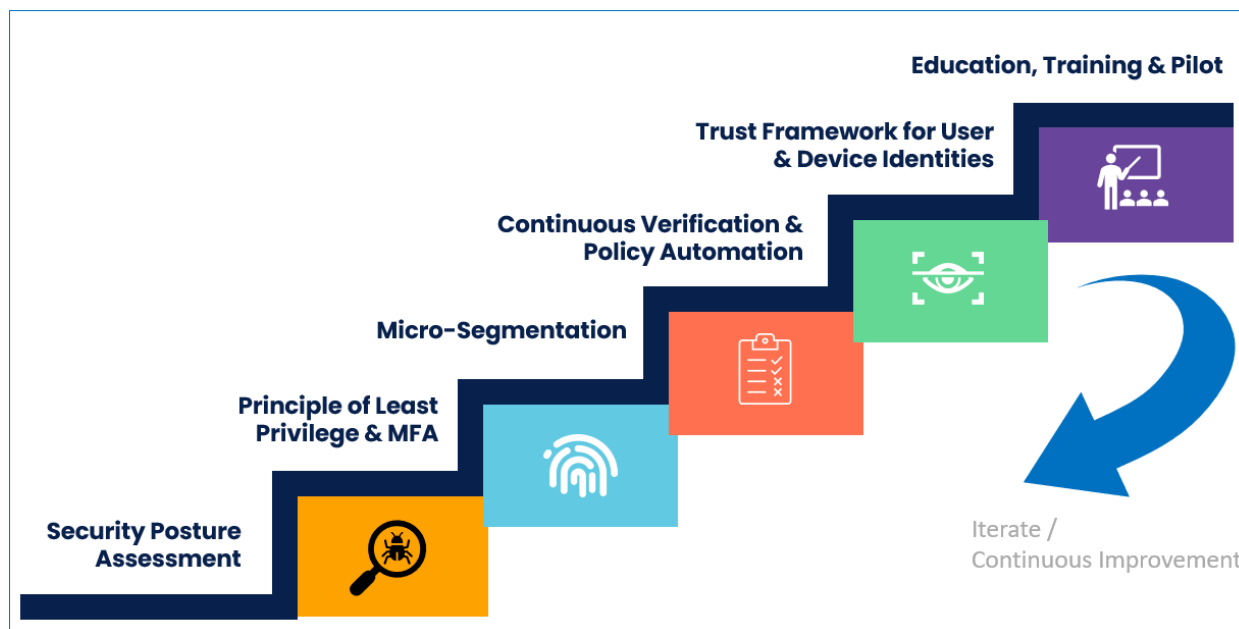 Education, Training & Pilot
Trust Framework for User
& Device Identities
Continuous Verification &
Policy Automation
Micro-Segmentation
Principle of Least
Privilege & MFA
Security Posture
Assessment
Iterate /
Continuous Improvement